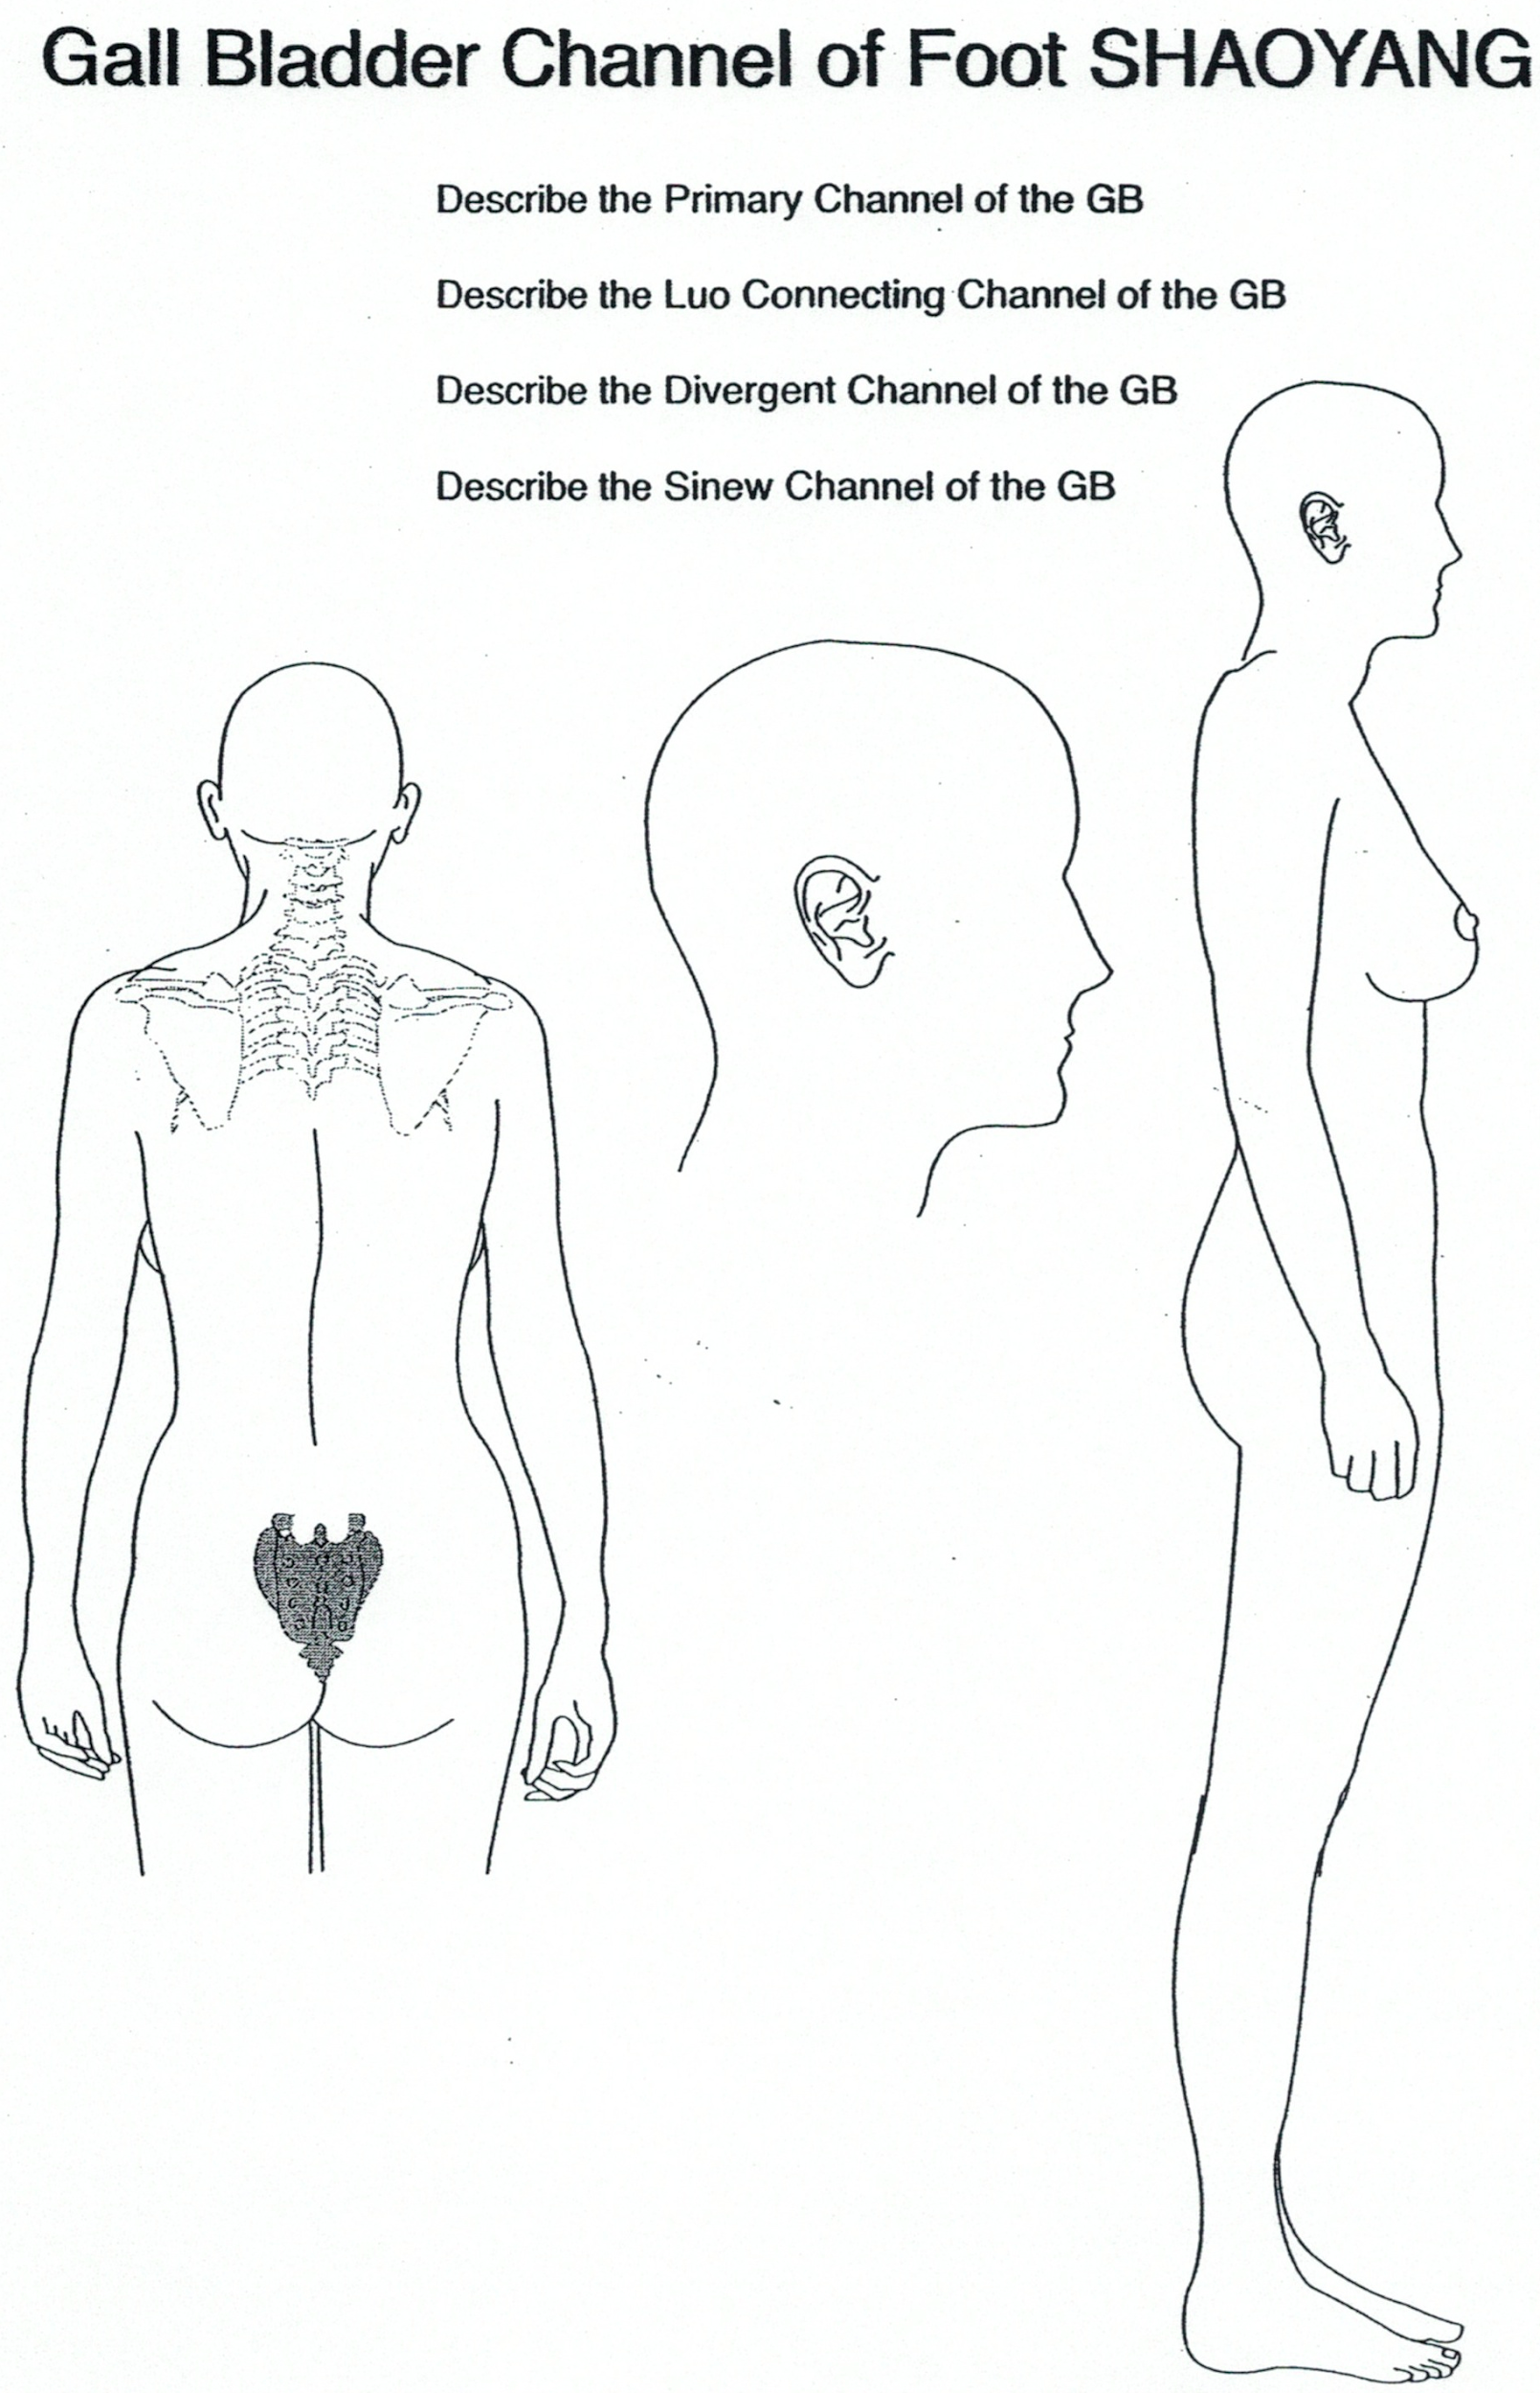 Gall Bladder Channel of Foot SHAOYANG
Describe the Primary Channel of the GB
Describe the Luo Connecting Channel of the GB
Describe the Divergent Channel of the GB
Describe the Sinew Channel of the GB